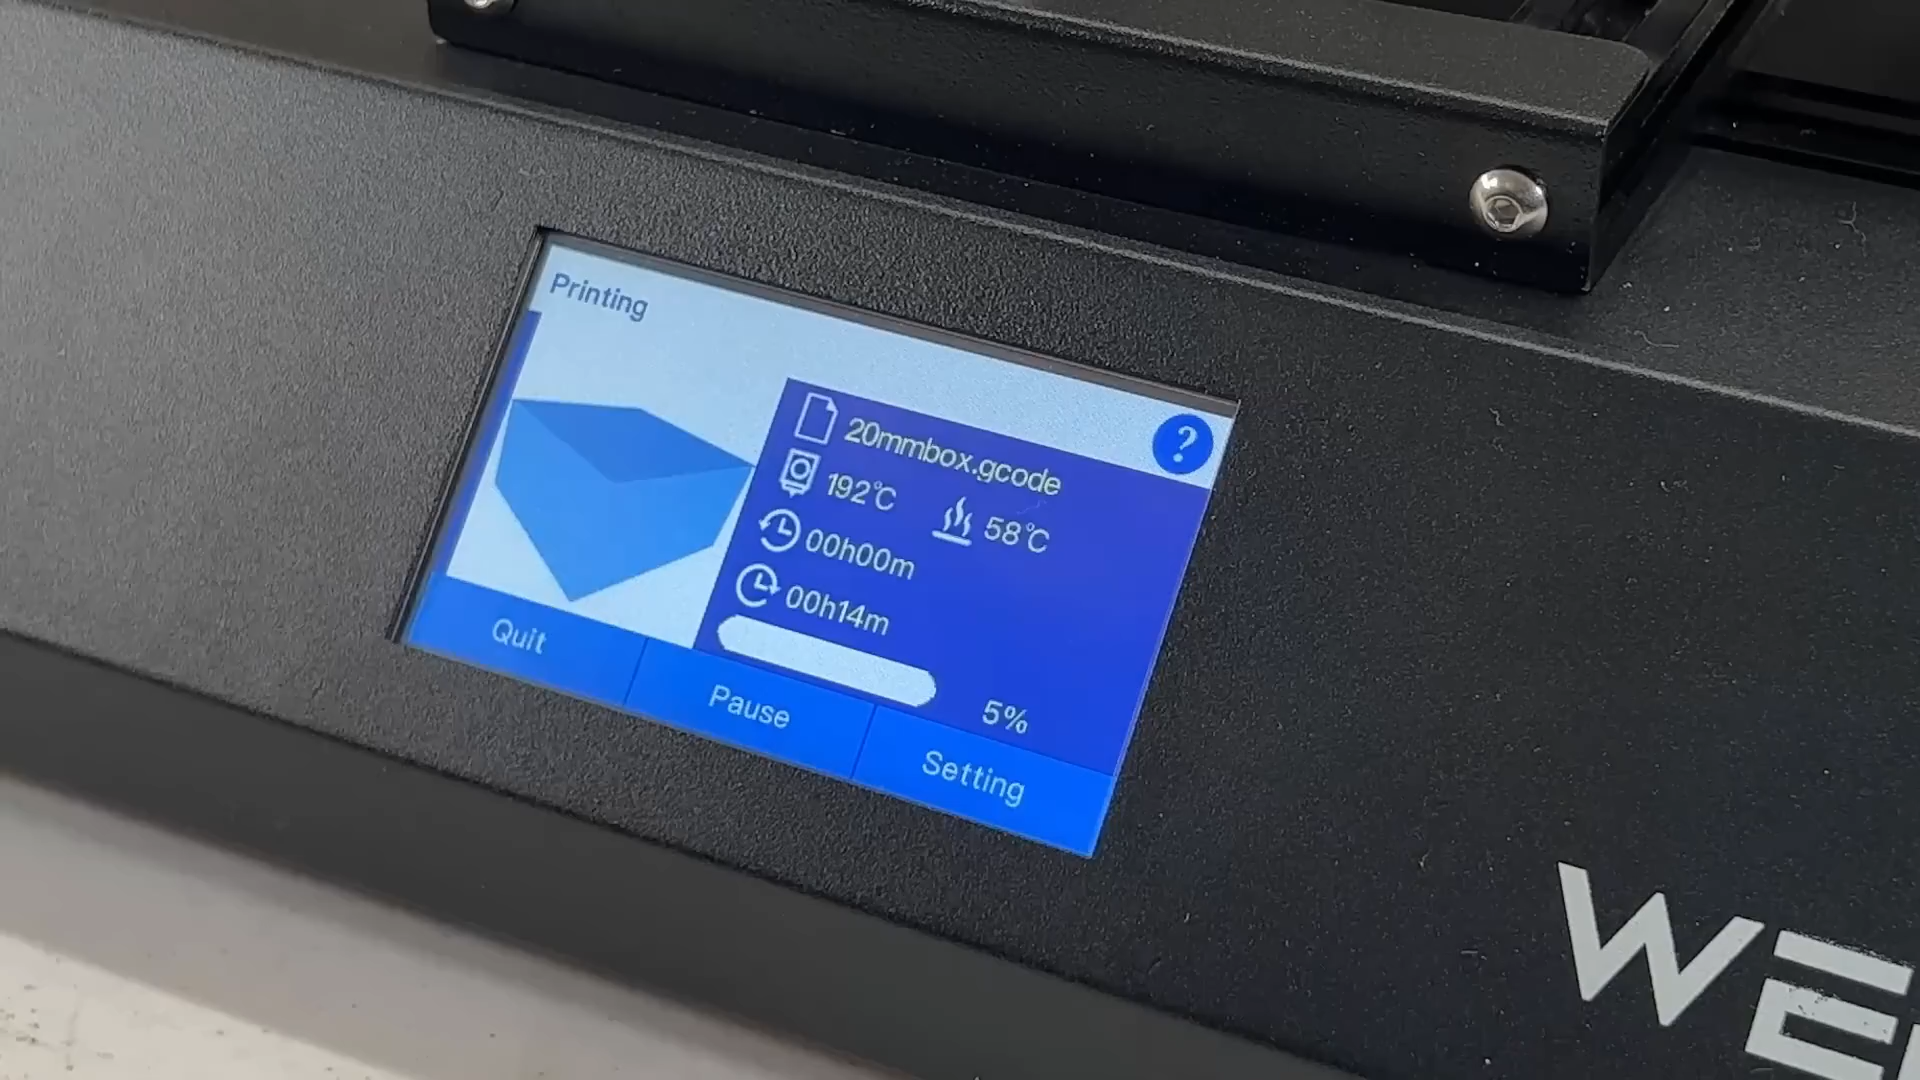 Printing
?
20mmbox.gcode
192°C 58°C
00h00m
00h14m
5%
Quit Pause Setting